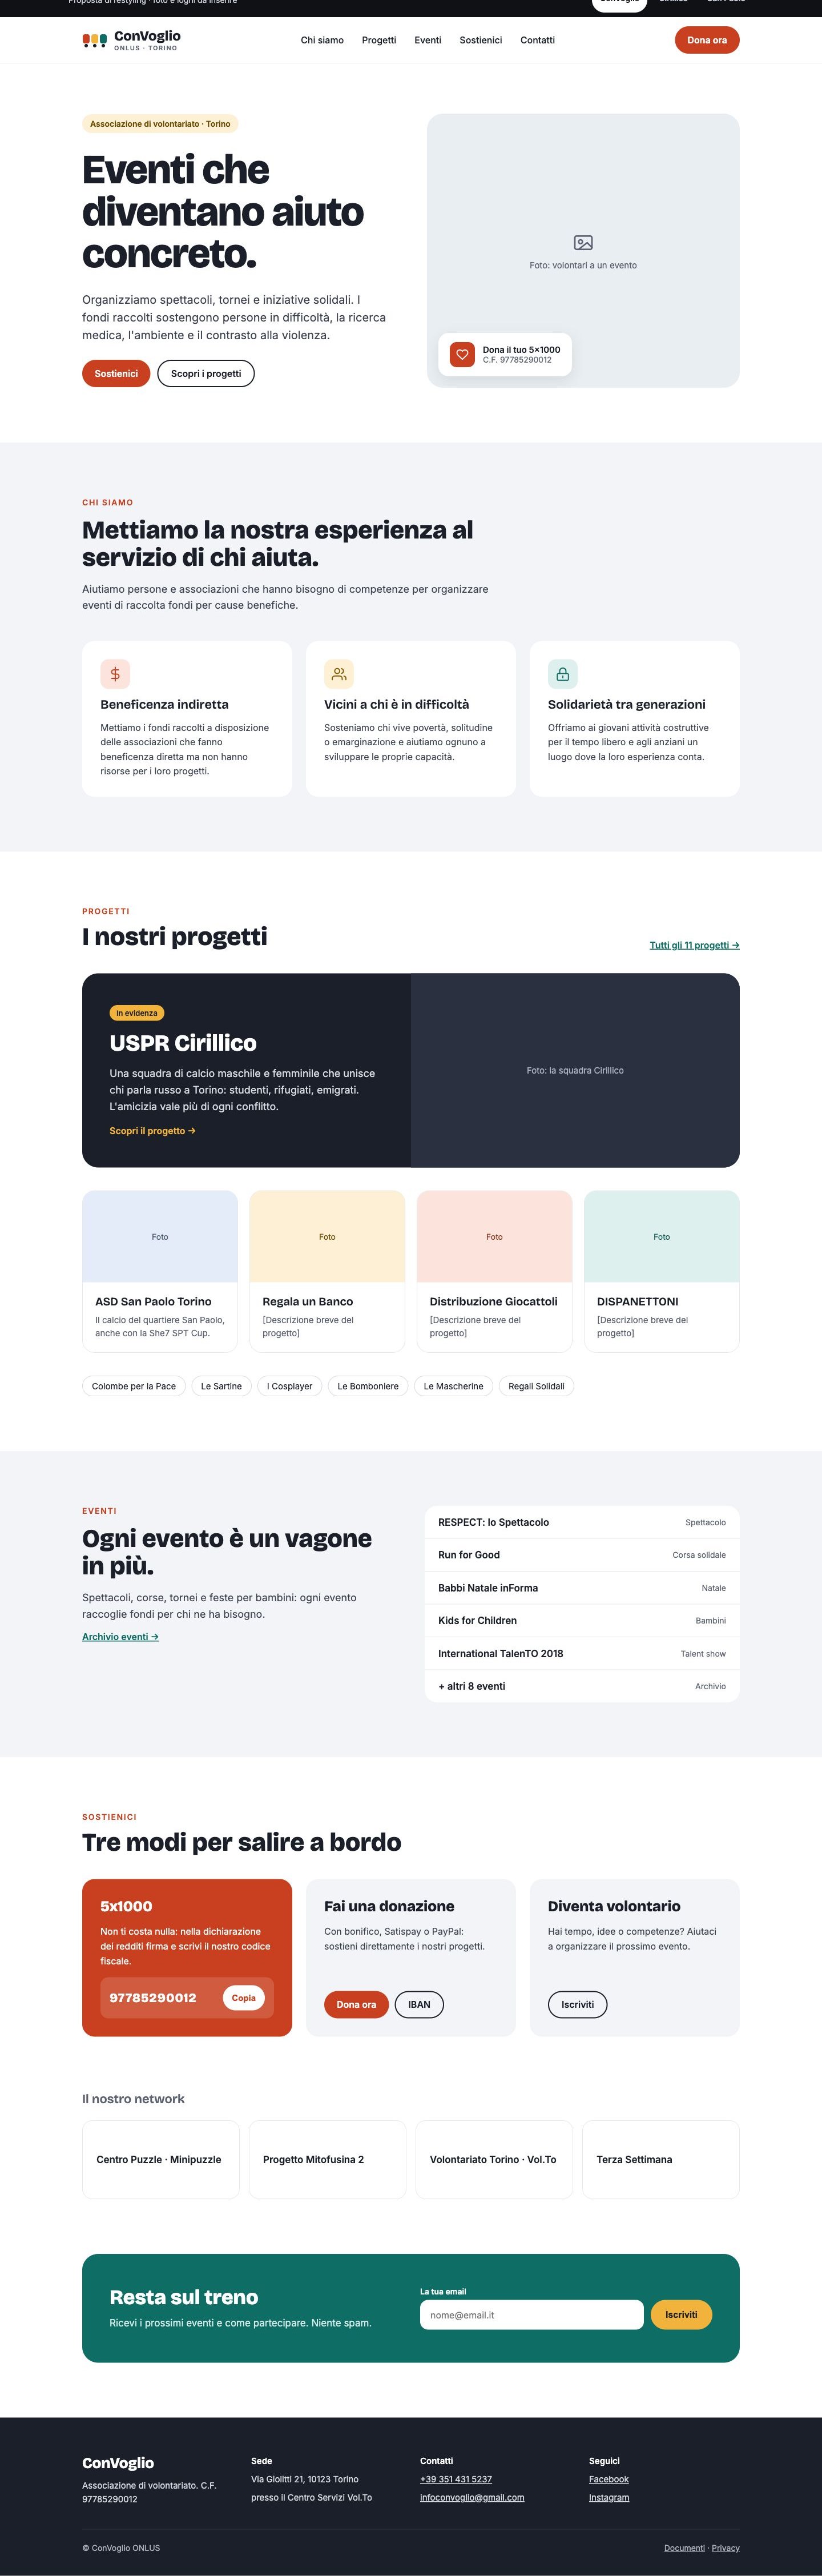 Proposta di restyling · foto e loghi da inserire
Convoglio
Cirillico
San Paolo
ConVoglio
ONLUS · TORINO
Chi siamo
Progetti
Eventi
Sostienici
Contatti
Dona ora
Associazione di volontariato · Torino
Eventi che
diventano aiuto
concreto.
Organizziamo spettacoli, tornei e iniziative solidali. I
fondi raccolti sostengono persone in difficoltà, la ricerca
medica, l'ambiente e il contrasto alla violenza.
Sostienici
Scopri i progetti
Foto: volontari a un evento
Dona il tuo 5×1000
C.F. 97785290012
CHI SIAMO
Mettiamo la nostra esperienza al
servizio di chi aiuta.
Aiutiamo persone e associazioni che hanno bisogno di competenze per organizzare
eventi di raccolta fondi per cause benefiche.
Beneficenza indiretta
Mettiamo i fondi raccolti a disposizione
delle associazioni che fanno
beneficenza diretta ma non hanno
risorse per i loro progetti.
Vicini a chi è in difficoltà
Sosteniamo chi vive povertà, solitudine
o emarginazione e aiutiamo ognuno a
sviluppare le proprie capacità.
Solidarietà tra generazioni
Offriamo ai giovani attività costruttive
per il tempo libero e agli anziani un
luogo dove la loro esperienza conta.
PROGETTI
I nostri progetti
Tutti gli 11 progetti →
In evidenza
USPR Cirillico
Una squadra di calcio maschile e femminile che unisce
chi parla russo a Torino: studenti, rifugiati, emigrati.
L'amicizia vale più di ogni conflitto.
Scopri il progetto →
Foto: la squadra Cirillico
Foto
ASD San Paolo Torino
Il calcio del quartiere San Paolo,
anche con la She7 SPT Cup.
Foto
Regala un Banco
[Descrizione breve del
progetto]
Foto
Distribuzione Giocattoli
[Descrizione breve del
progetto]
Foto
DISPANETTONI
[Descrizione breve del
progetto]
Colombe per la Pace
Le Sartine
I Cosplayer
Le Bomboniere
Le Mascherine
Regali Solidali
EVENTI
Ogni evento è un vagone
in più.
Spettacoli, corse, tornei e feste per bambini: ogni evento
raccoglie fondi per chi ne ha bisogno.
Archivio eventi →
RESPECT: lo Spettacolo
Spettacolo
Run for Good
Corsa solidale
Babbi Natale inForma
Natale
Kids for Children
Bambini
International TalenTO 2018
Talent show
+ altri 8 eventi
Archivio
SOSTIENICI
Tre modi per salire a bordo
5x1000
Non ti costa nulla: nella dichiarazione
dei redditi firma e scrivi il nostro codice
fiscale.
97785290012
Copia
Fai una donazione
Con bonifico, Satispay o PayPal:
sostieni direttamente i nostri progetti.
Dona ora
IBAN
Diventa volontario
Hai tempo, idee o competenze? Aiutaci
a organizzare il prossimo evento.
Iscriviti
Il nostro network
Centro Puzzle · Minipuzzle
Progetto Mitofusina 2
Volontariato Torino · Vol.To
Terza Settimana
Resta sul treno
Ricevi i prossimi eventi e come partecipare. Niente spam.
La tua email
nome@email.it
Iscriviti
ConVoglio
Associazione di volontariato. C.F.
97785290012
Sede
Via Giolitti 21, 10123 Torino
presso il Centro Servizi Vol.To
Contatti
+39 351 431 5237
infoconvoglio@gmail.com
Seguici
Facebook
Instagram
© ConVoglio ONLUS
Documenti · Privacy